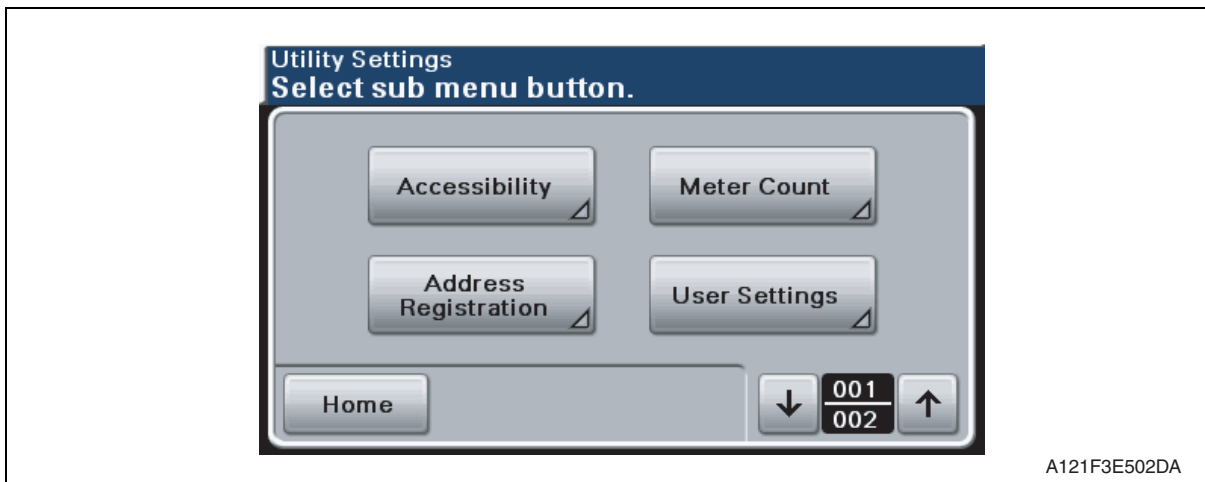 Utility Settings
Select sub menu button.
Accessibility
Meter Count
Address
Registration
User Settings
Home
↓
001
002
↑
A121F3E502DA